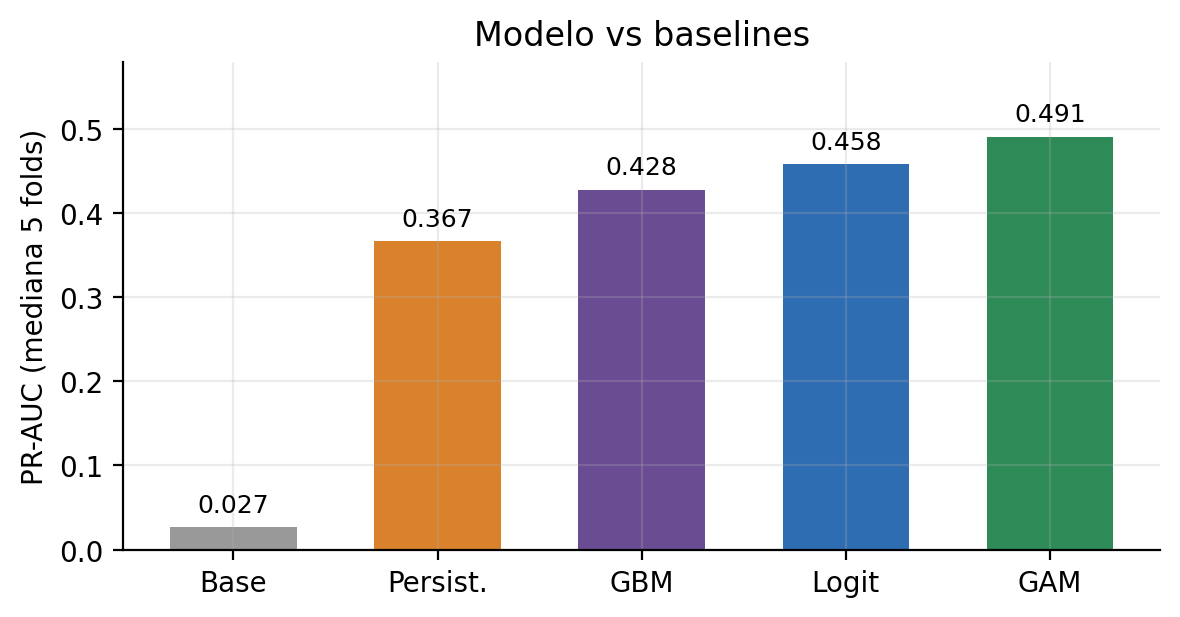 Modelo vs baselines
PR-AUC (mediana 5 folds)
0.5
0.4
0.3
0.2
0.1
0.0
0.027
0.367
0.428
0.458
0.491
Base
Persist.
GBM
Logit
GAM